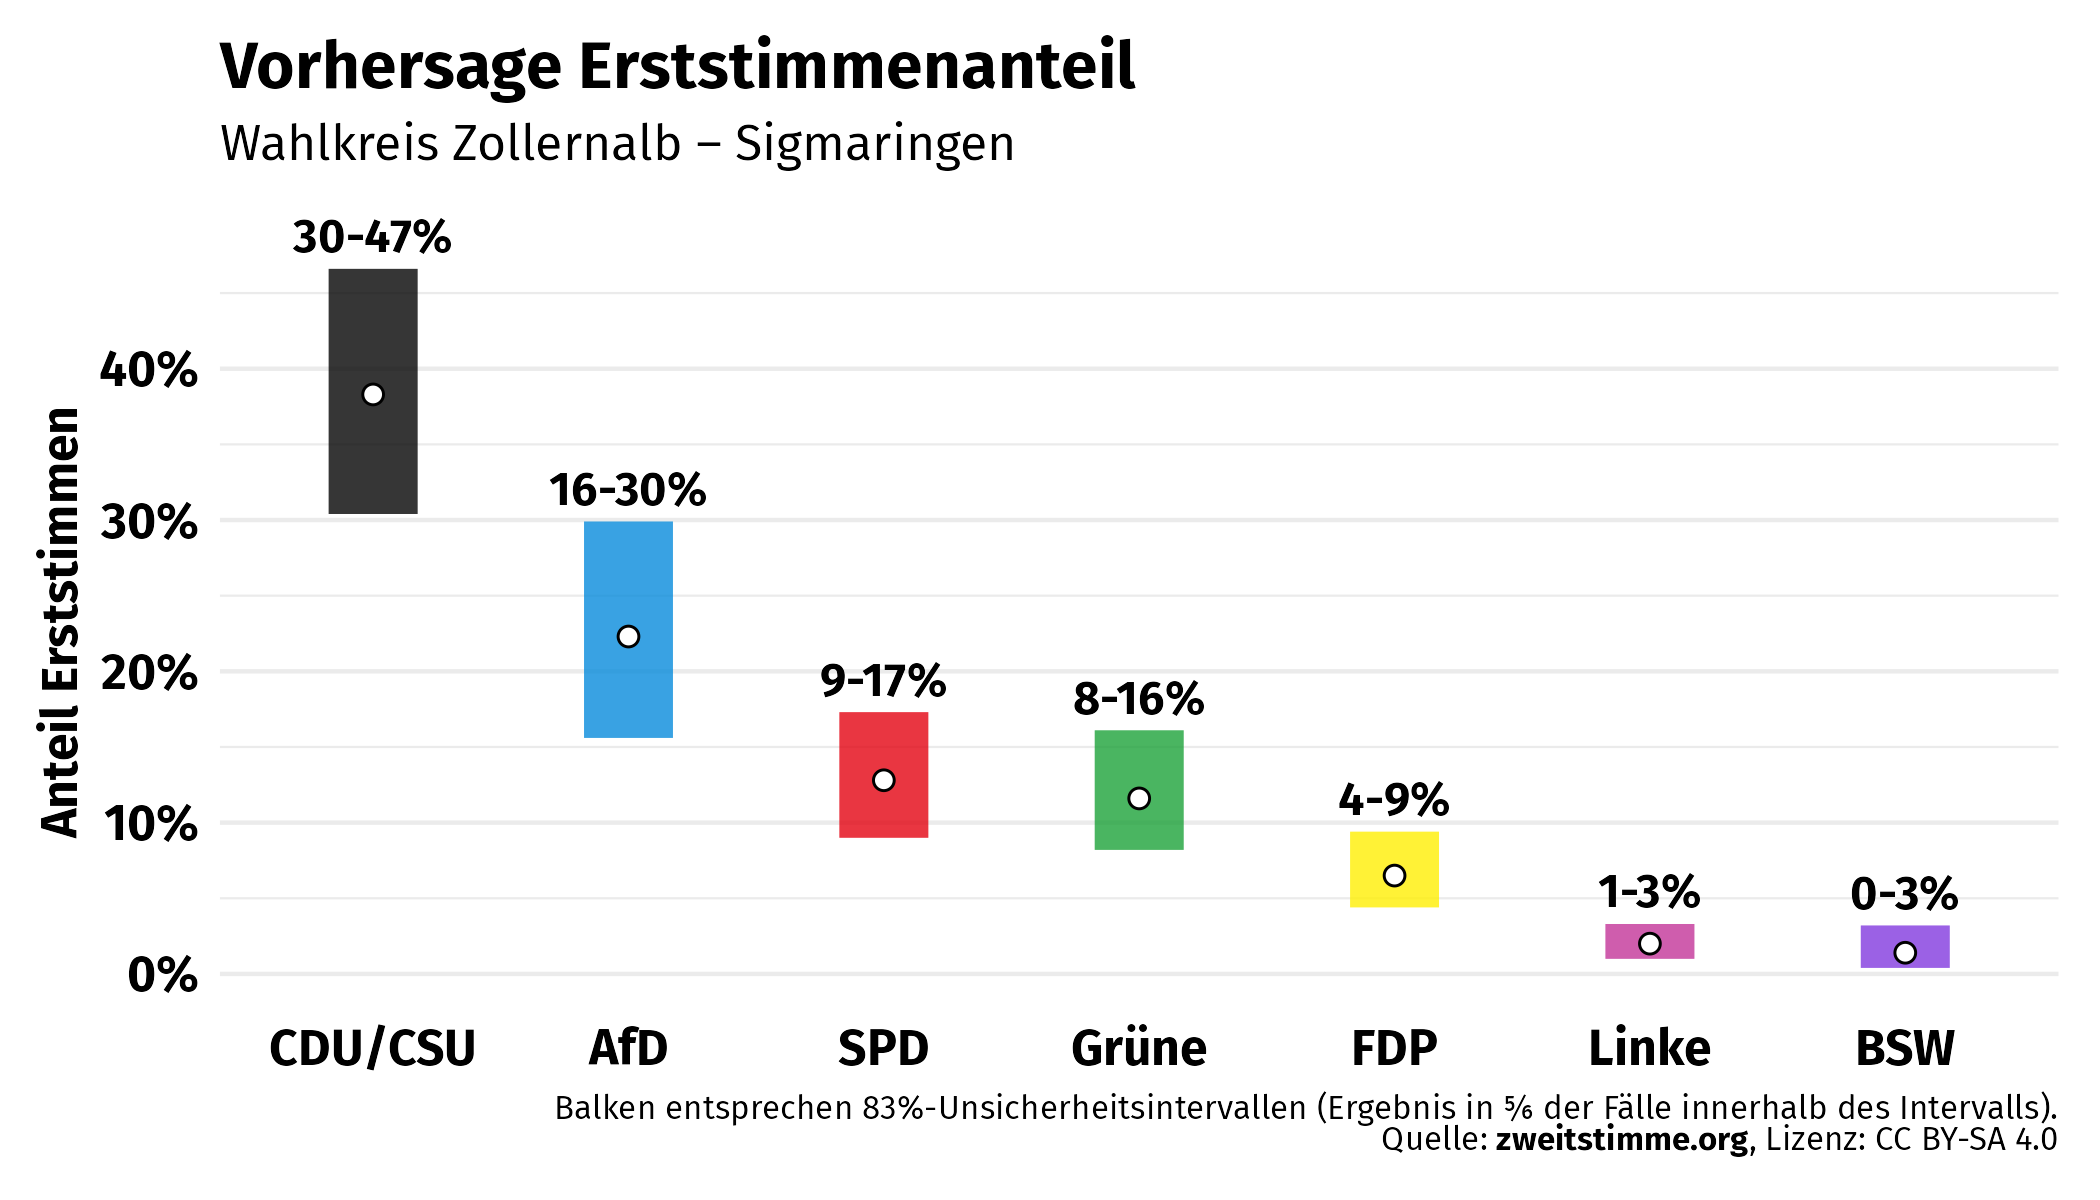 Vorhersage Erststimmenanteil
Wahlkreis Zollernalb – Sigmaringen
30-47%
16-30%
9-17%
8-16%
4-9%
1-3%
0-3%
Anteil Erststimmen
40%
30%
20%
10%
0%
CDU/CSU AfD SPD Grüne FDP Linke BSW
Balken entsprechen 83%-Unsicherheitsintervallen (Ergebnis in ⅚ der Fälle innerhalb des Intervalls).
Quelle: zweitstimme.org, Lizenz: CC BY-SA 4.0